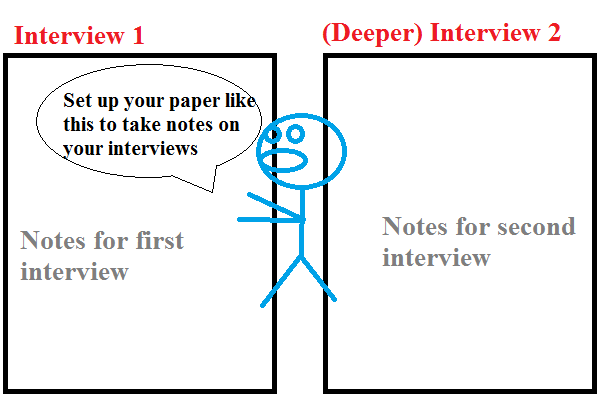 Interview 1
(Deeper) Interview 2
Set up your paper like
this to take notes on
your interviews
Notes for first
interview
Notes for second
interview